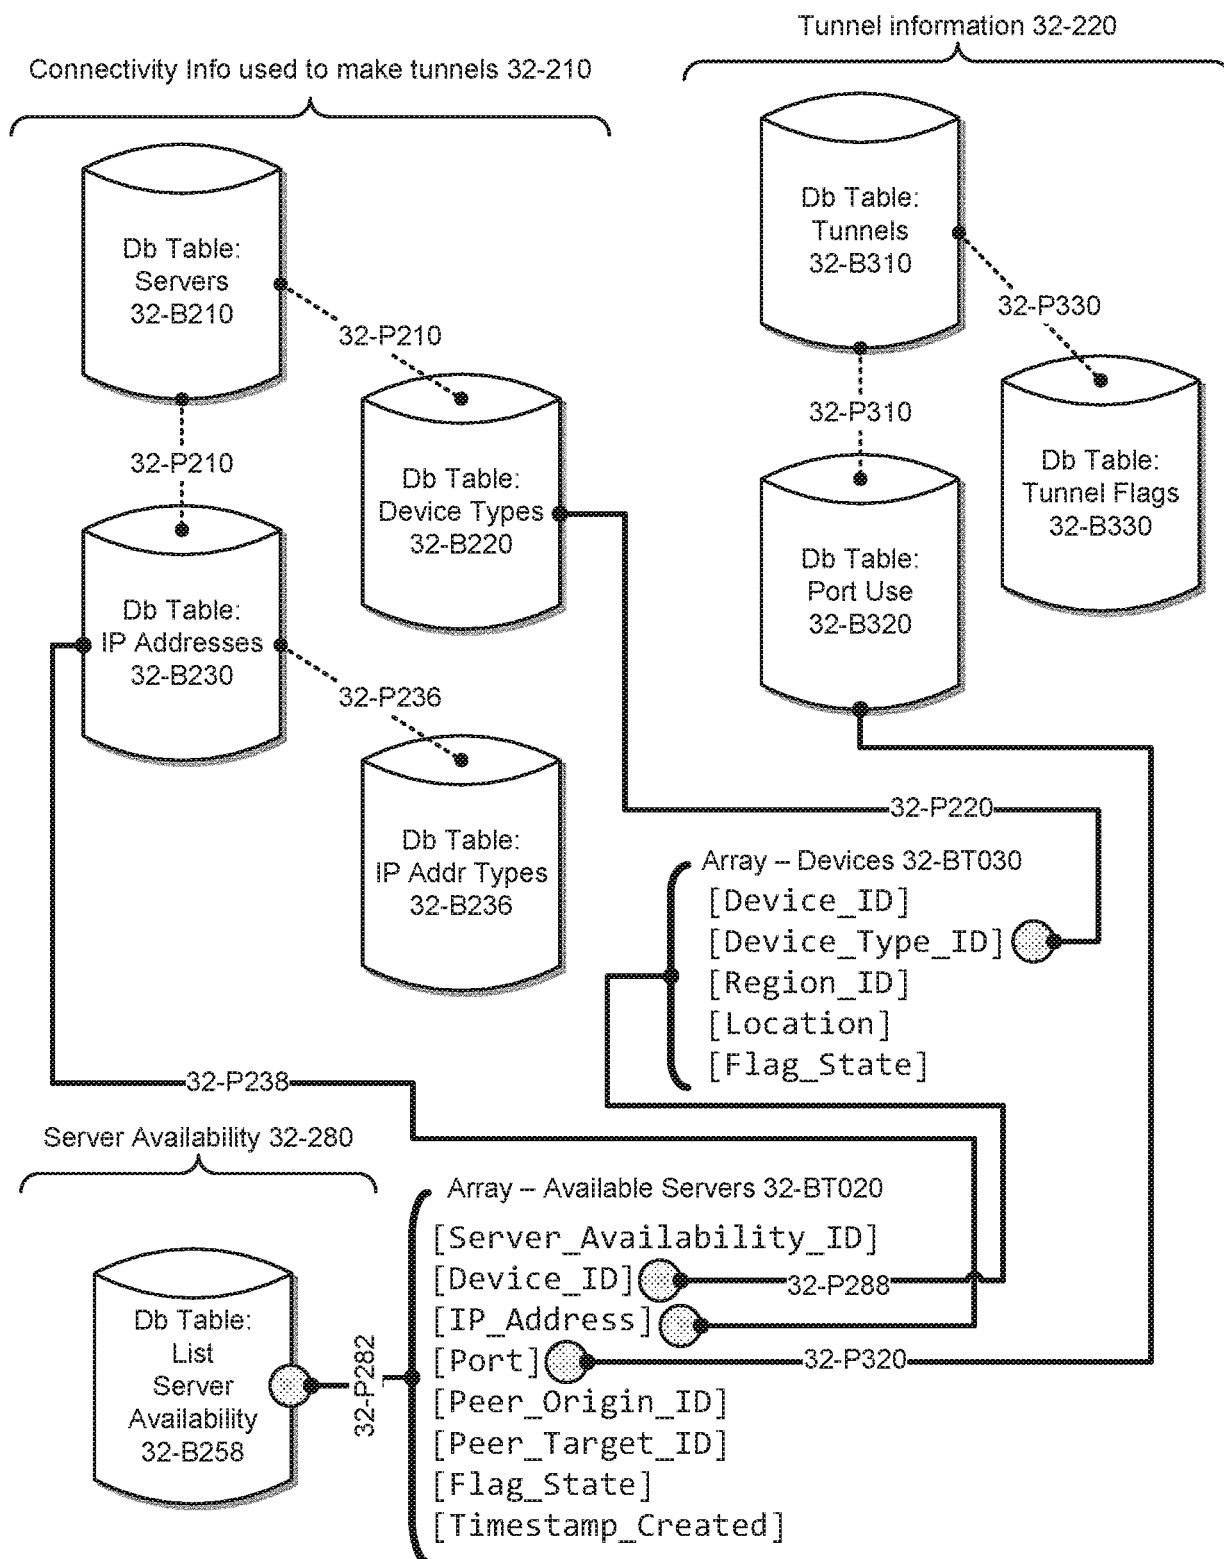 Tunnel information 32-220
Connectivity Info used to make tunnels 32-210
Db Table:
Servers
32-B210
Db Table:
Tunnels
32-B310
32-P210
32-P330
32-P210
32-P310
Db Table:
Device Types
32-B220
Db Table:
Tunnel Flags
32-B330
Db Table:
IP Addresses
32-B230
Db Table:
Port Use
32-B320
32-P236
Db Table:
IP Addr Types
32-B236
32-P220
Array – Devices 32-BT030
[Device_ID]
[Device_Type_ID]
[Region_ID]
[Location]
[Flag_State]
32-P238
Server Availability 32-280
Db Table:
List
Server
Availability
32-B258
32-P282
Array – Available Servers 32-BT020
[Server_Availability_ID]
[Device_ID]
32-P288
[IP_Address]
[Port]
32-P320
[Peer_Origin_ID]
[Peer_Target_ID]
[Flag_State]
[Timestamp_Created]